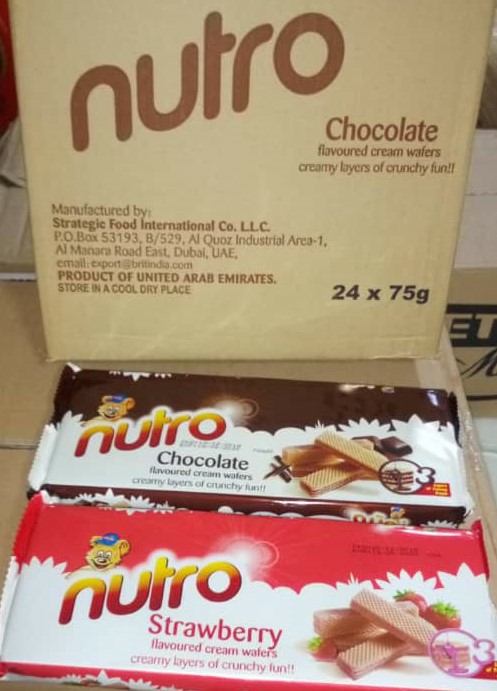 nutro
Chocolate
flavoured cream wafers
creamy layers of crunchy fun!!
Manufactured by:
Strategic Food International Co. L.L.C.
P.O.Box 53193, B/529, Al Quoz Industrial Area-1,
Al Manara Road East, Dubai, UAE,
email: export@britindia.com
PRODUCT OF UNITED ARAB EMIRATES.
STORE IN A COOL DRY PLACE
24 x 75g
nutro
Chocolate
flavoured cream wafers
creamy layers of crunchy fun!!
3
nutro
Strawberry
flavoured cream wafers
creamy layers of crunchy fun!!
3